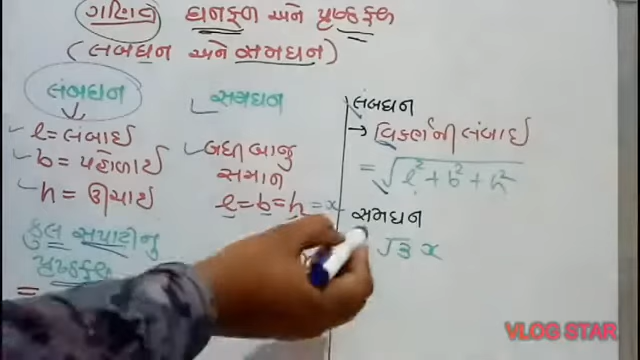 ગણિત ઘનફળ અને પૃષ્ઠફળ
(લંબઘન અને સમઘન)
લંબઘન
l = લંબાઈ
b = પહોળાઈ
h = ઊંચાઈ
કુલ સપાટીનુ
પૃષ્ઠફળ
=
સમઘન
બધી બાજુ
સમાન
l = b = h = x
લંબઘન
→ વિકર્ણની લંબાઈ
= √l² + b² + h²
સમઘન
√3 x
VLOG STAR